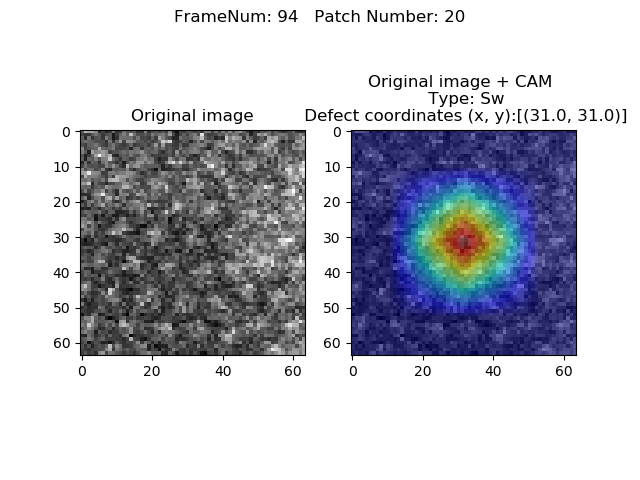 FrameNum: 94   Patch Number: 20
Original image
Original image + CAM
Type: Sw
Defect coordinates (x, y):[(31.0, 31.0)]
0
10
20
30
40
50
60
0 20 40 60
0
10
20
30
40
50
60
0 20 40 60